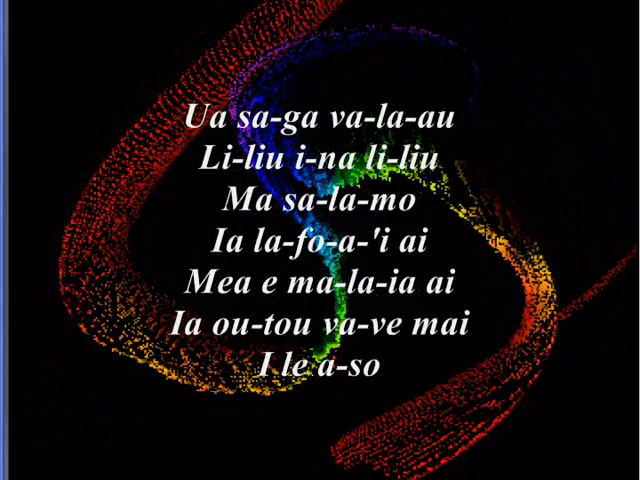 Ua sa-ga va-la-au
Li-liu i-na li-liu
Ma sa-la-mo
Ia la-fo-a-'i ai
Mea e ma-la-ia ai
Ia ou-tou va-ve mai
I le a-so